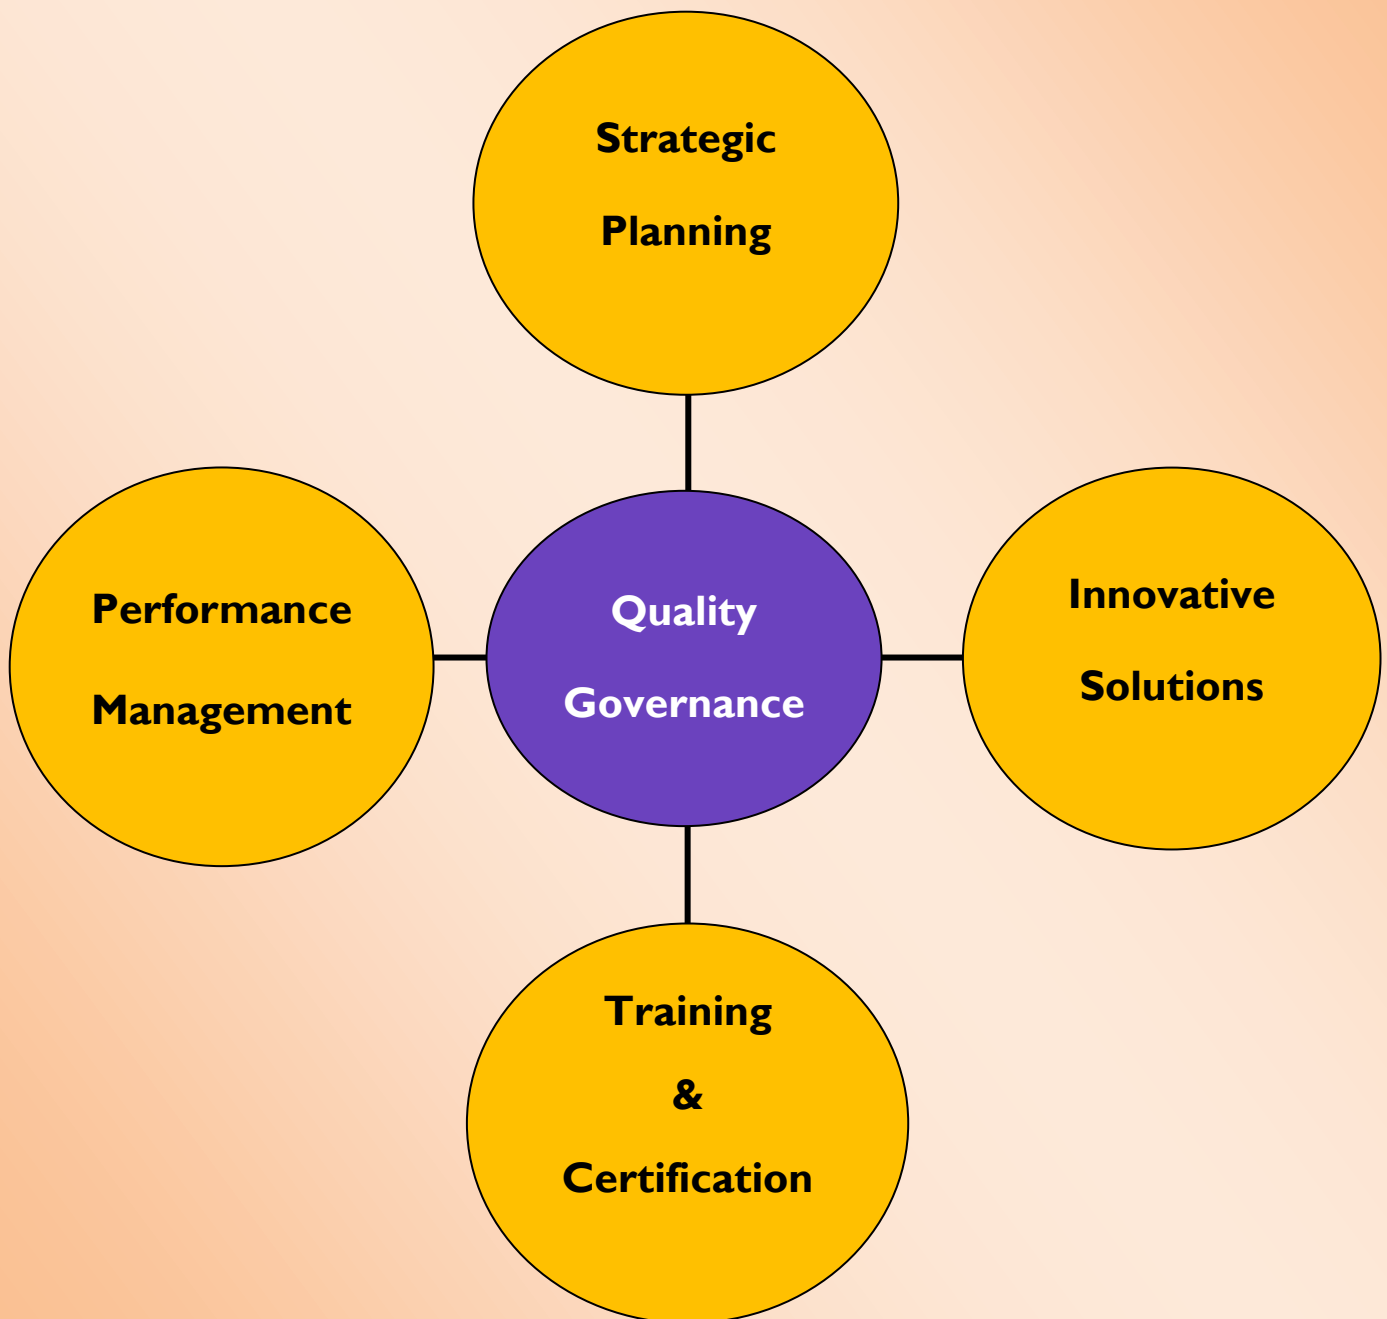 Strategic
Planning
Performance
Management
Quality
Governance
Innovative
Solutions
Training
&
Certification